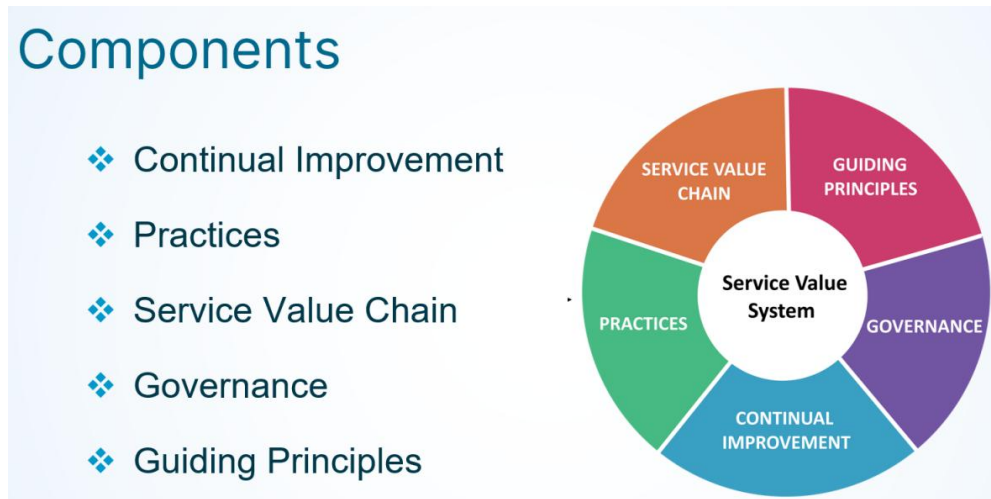 Components
Continual Improvement
Practices
Service Value Chain
Governance
Guiding Principles
SERVICE VALUE
CHAIN
GUIDING
PRINCIPLES
Service Value
System
PRACTICES
GOVERNANCE
CONTINUAL
IMPROVEMENT